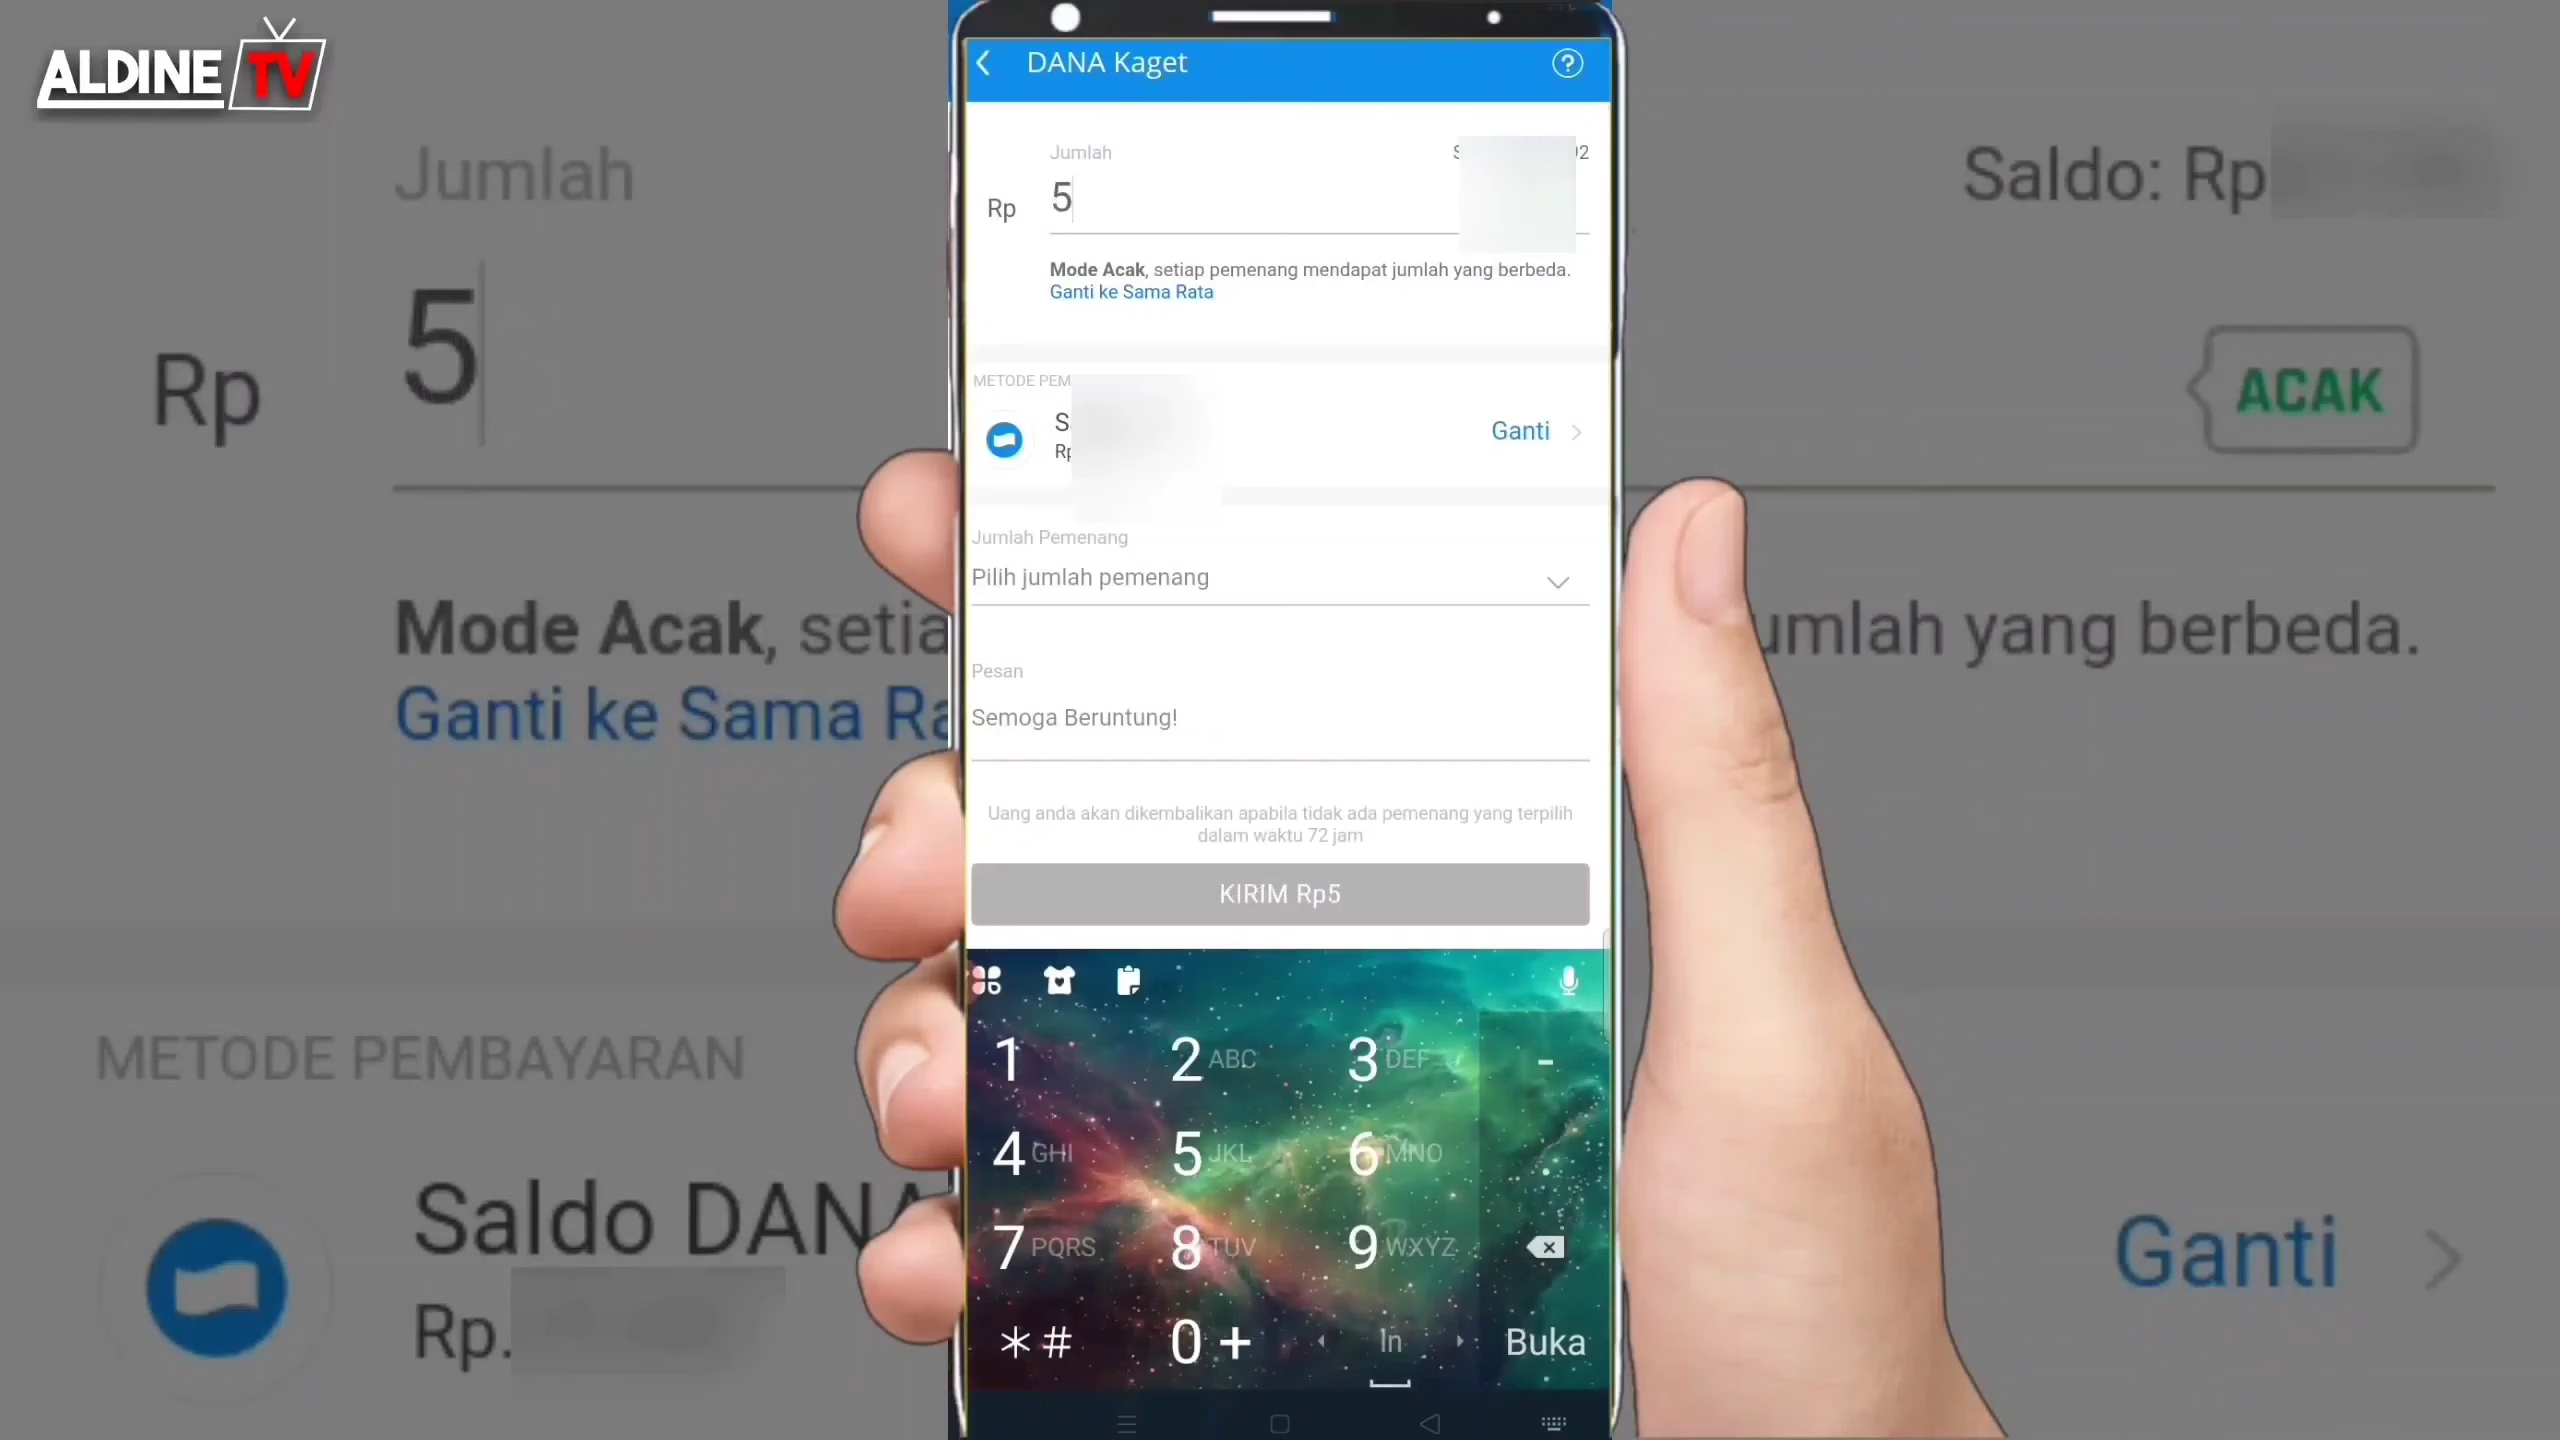 ALDINE TV
DANA Kaget
Jumlah
Rp
5
Mode Acak, setiap pemenang mendapat jumlah yang berbeda.
Ganti ke Sama Rata
METODE PEM
Rp
Ganti
Jumlah Pemenang
Pilih jumlah pemenang
Pesan
Semoga Beruntung!
Uang anda akan dikembalikan apabila tidak ada pemenang yang terpilih
dalam waktu 72 jam
KIRIM Rp5
1
2 ABC
3 DEF
-
4 GHI
5 JKL
6 MNO
.
7 PQRS
8 TUV
9 WXYZ
*#
0 +
In
Buka
Jumlah
Saldo: Rp
Rp
5
ACAK
Mode Acak, setia
umlah yang berbeda.
Ganti ke Sama Ra
METODE PEMBAYARAN
Saldo DANA
Rp.
Ganti